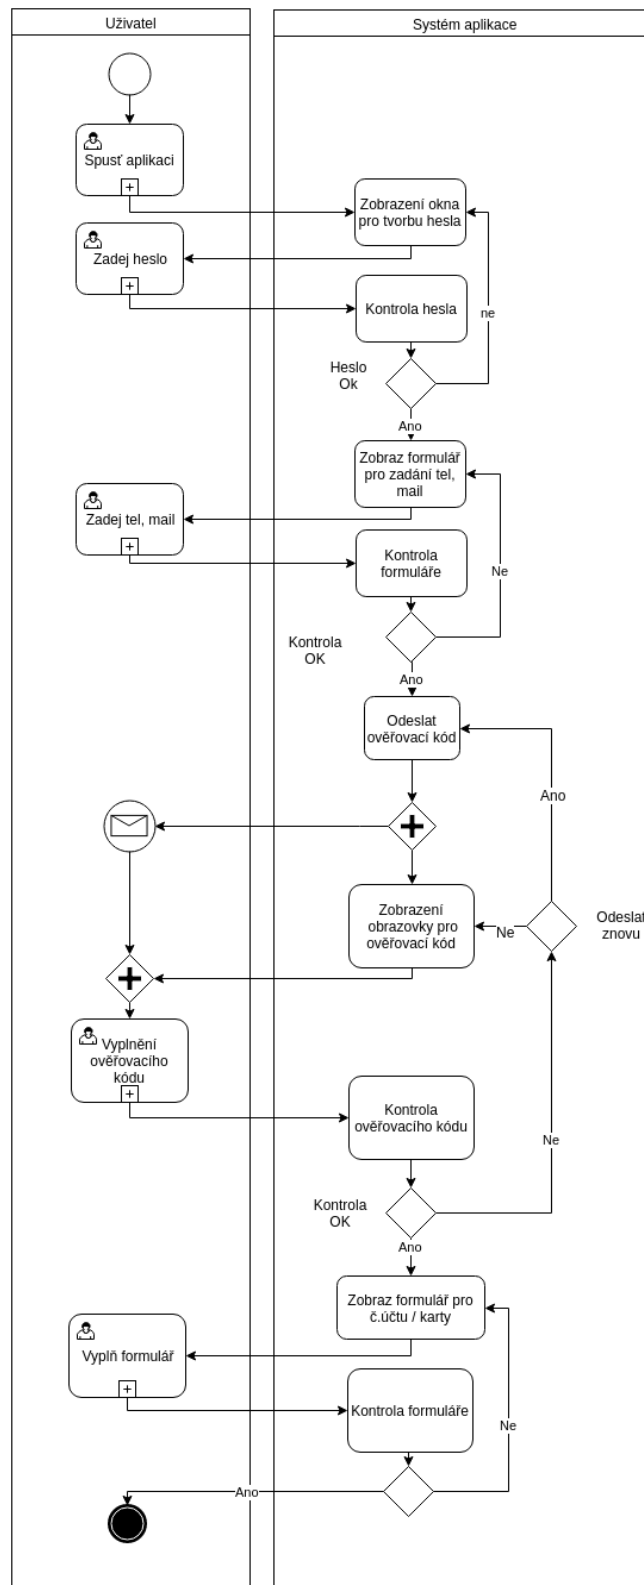 Uživatel
Systém aplikace
Spusť aplikaci
Zobrazení okna
pro tvorbu hesla
Zadej heslo
Kontrola hesla
ne
Heslo
Ok
Ano
Zobraz formulář
pro zadání tel,
mail
Zadej tel, mail
Kontrola
formuláře
Ne
Kontrola
OK
Ano
Odeslat
ověřovací kód
Ano
Zobrazení
obrazovky pro
ověřovací kód
Ne
Odeslat
znovu
Vyplnění
ověřovacího
kódu
Kontrola
ověřovacího kódu
Ne
Kontrola
OK
Ano
Zobraz formulář pro
č.účtu / karty
Vyplň formulář
Kontrola formuláře
Ne
Ano